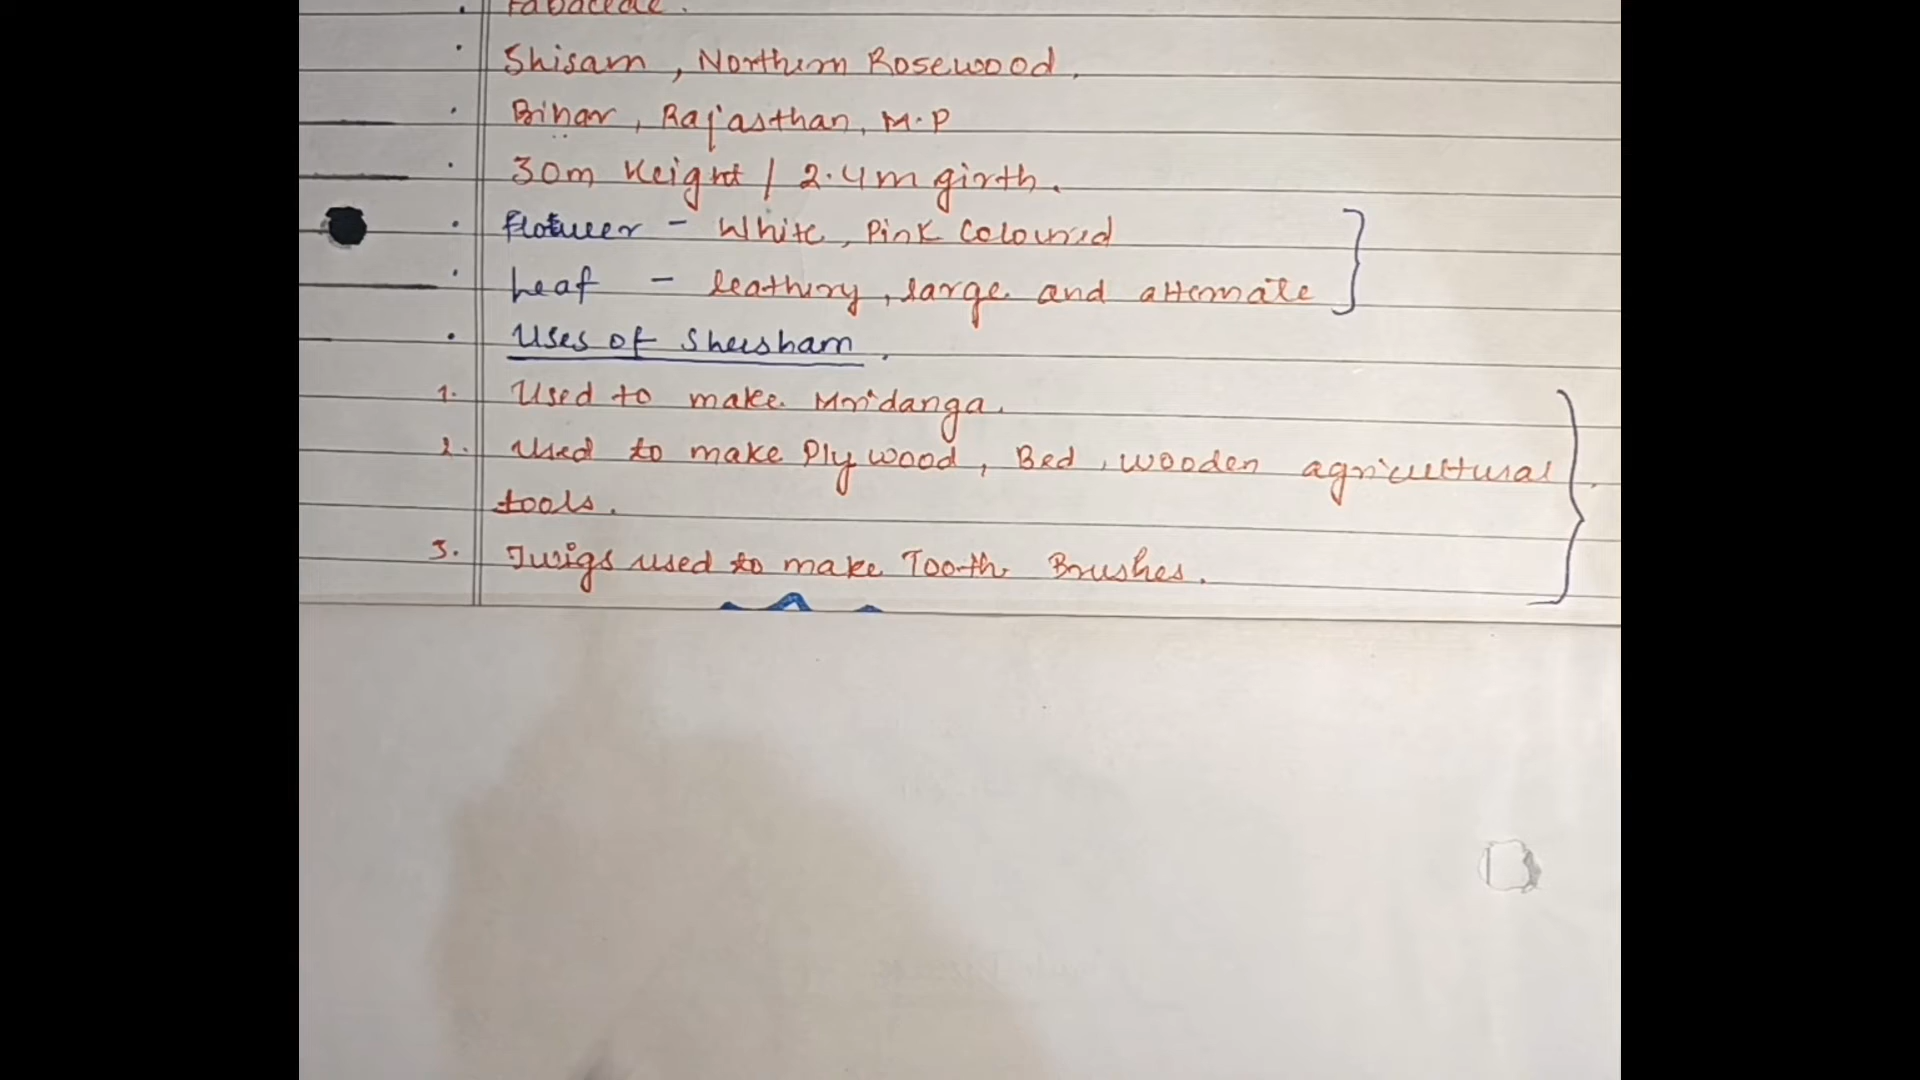 . Fabaceae.
. Shisam, Northern Rosewood.
. Bihar, Rajasthan, M.P
. 30m Height / 2.4m girth.
. flower - White, Pink Coloured
. Leaf - leathery, large and alternate
. Uses of Sheesham.
1. Used to make Mridanga.
2. Used to make Plywood, Bed, wooden agricultural
tools.
3. Twigs used to make Tooth Brushes.